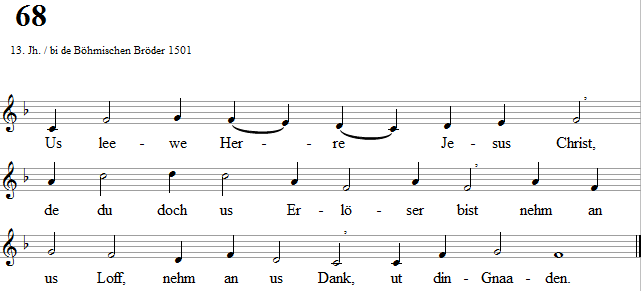 68
13. Jh. / bi de Böhmischen Bröder 1501
Us lee - we Her - - re Je - sus Christ,
de du doch us Er - lö - ser bist nehm an
us Loff, nehm an us Dank, ut din - Gnaa - den.